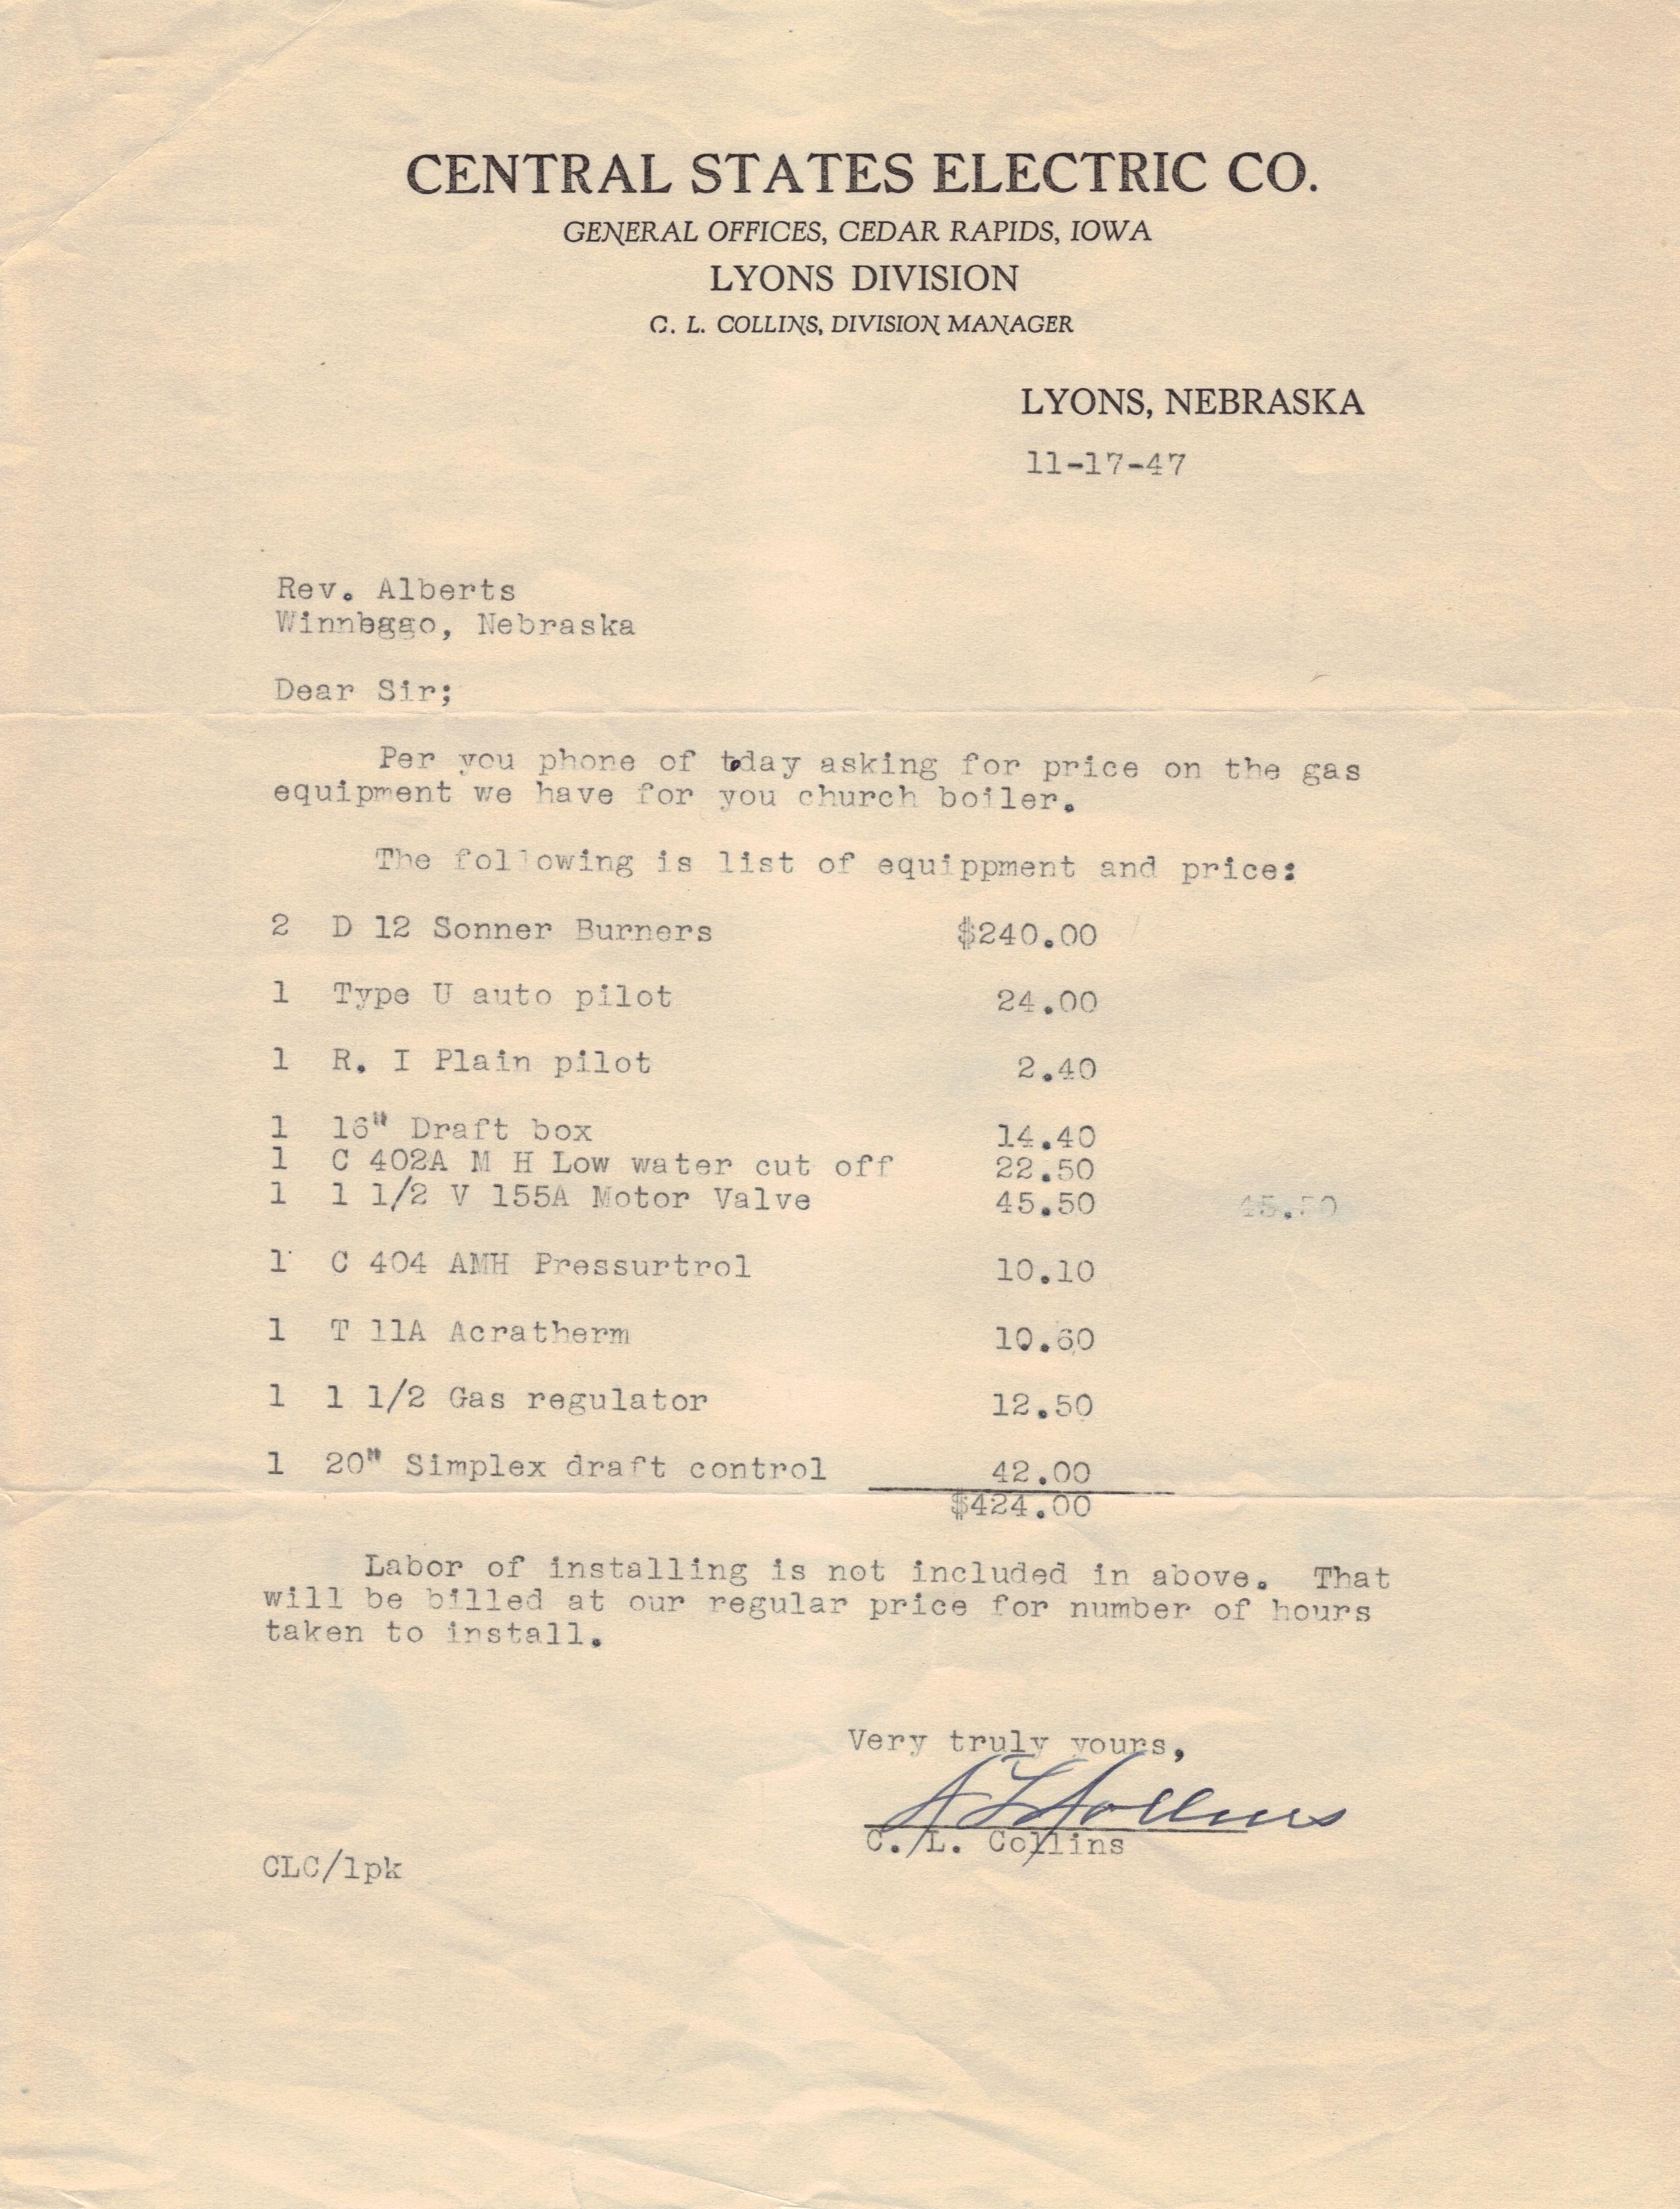 CENTRAL STATES ELECTRIC CO.
GENERAL OFFICES, CEDAR RAPIDS, IOWA
LYONS DIVISION
C. L. COLLINS, DIVISION MANAGER
LYONS, NEBRASKA
11-17-47
Rev. Alberts
Winnbggo, Nebraska
Dear Sir;
Per you phone of tday asking for price on the gas
equipment we have for you church boiler.
The following is list of equippment and price:
2 D 12 Sonner Burners $240.00
1 Type U auto pilot 24.00
1 R. I Plain pilot 2.40
1 16" Draft box 14.40
1 C 402A M H Low water cut off 22.50
1 1 1/2 V 155A Motor Valve 45.50 45.50
1 C 404 AMH Pressurtrol 10.10
1 T 11A Acratherm 10.60
1 1 1/2 Gas regulator 12.50
1 20" Simplex draft control 42.00
$424.00
Labor of installing is not included in above. That
will be billed at our regular price for number of hours
taken to install.
Very truly yours,
C L Collins
C. L. Collins
CLC/lpk